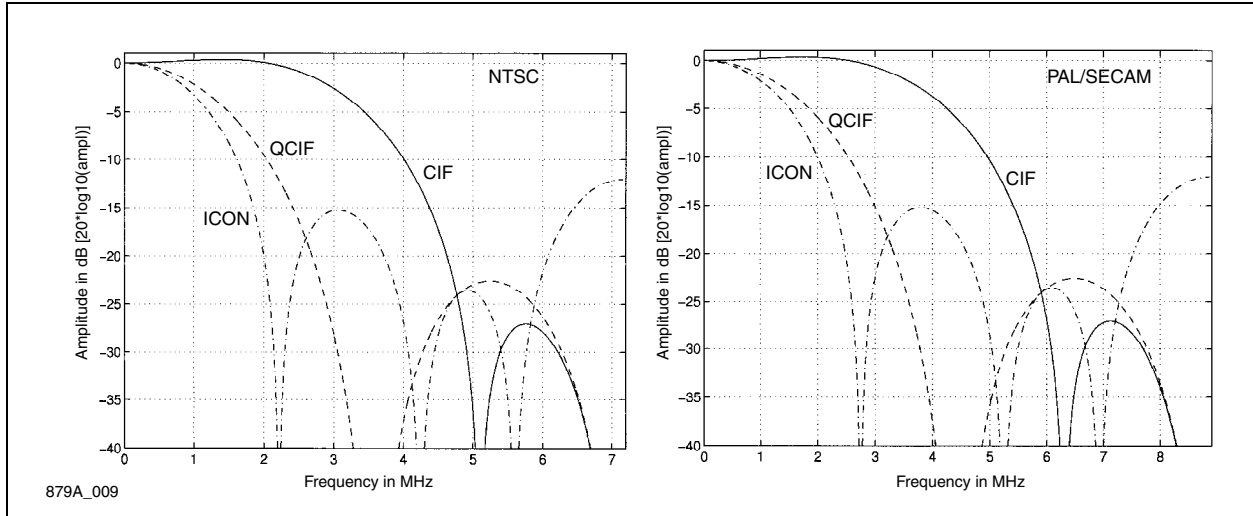 NTSC
QCIF
CIF
ICON
Amplitude in dB [20*log10(ampl)]
0
-5
-10
-15
-20
-25
-30
-35
-40
0 1 2 3 4 5 6 7
Frequency in MHz
PAL/SECAM
QCIF
ICON
CIF
Amplitude in dB [20*log10(ampl)]
0
-5
-10
-15
-20
-25
-30
-35
-40
0 1 2 3 4 5 6 7 8
Frequency in MHz
879A_009